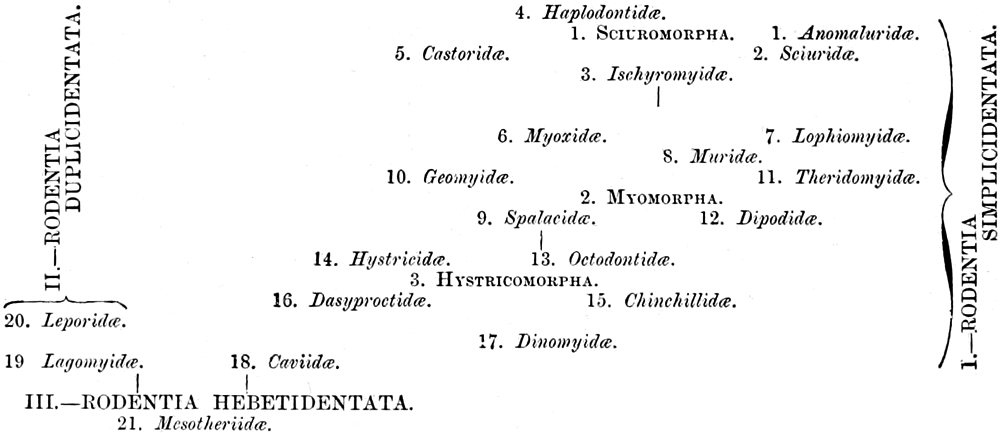 4. Haplodontidæ.
1. SCIUROMORPHA. 1. Anomaluridæ.
5. Castoridæ. 2. Sciuridæ.
3. Ischyromyidæ.
6. Myoxidæ. 7. Lophiomyidæ.
8. Muridæ.
10. Geomyidæ. 11. Theridomyidæ.
2. MYOMORPHA.
9. Spalacidæ. 12. Dipodidæ.
14. Hystricidæ. 13. Octodontidæ.
3. HYSTRICOMORPHA.
16. Dasyproctidæ. 15. Chinchillidæ.
17. Dinomyidæ.
I.—RODENTIA
SIMPLICIDENTATA.
II.—RODENTIA
DUPLICIDENTATA.
20. Leporidæ.
19 Lagomyidæ. 18. Caviidæ.
III.—RODENTIA HEBETIDENTATA.
21. Mesotheriidæ.